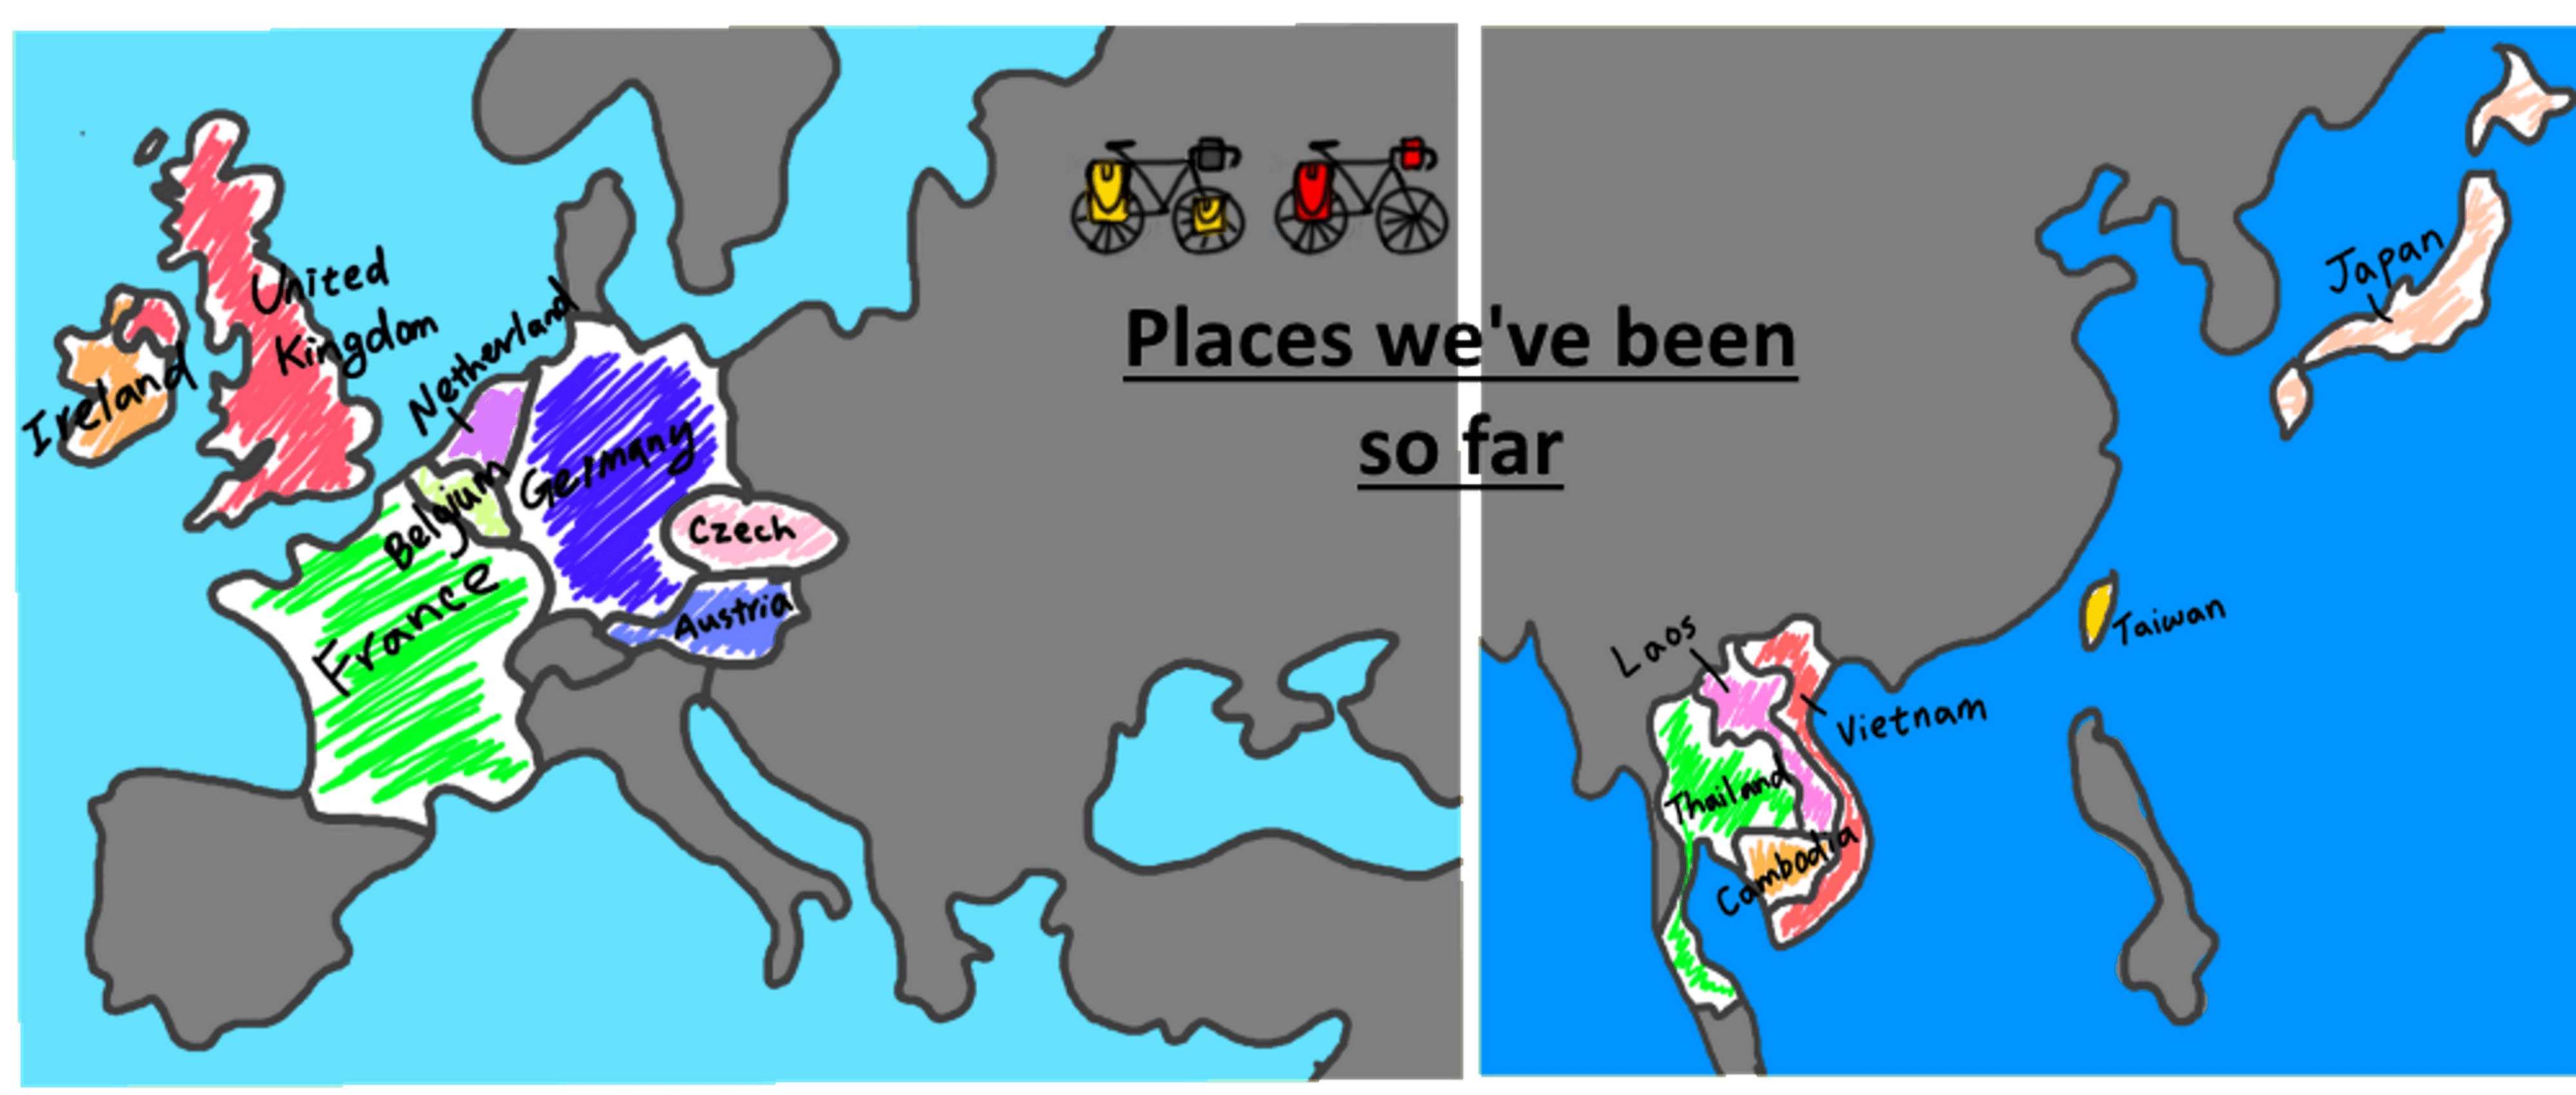 Places we've been
so far
United
Kingdom
Ireland
Netherland
Belgium
Germany
Czech
Austria
France
Japan
Taiwan
Laos
Vietnam
Thailand
Cambodia